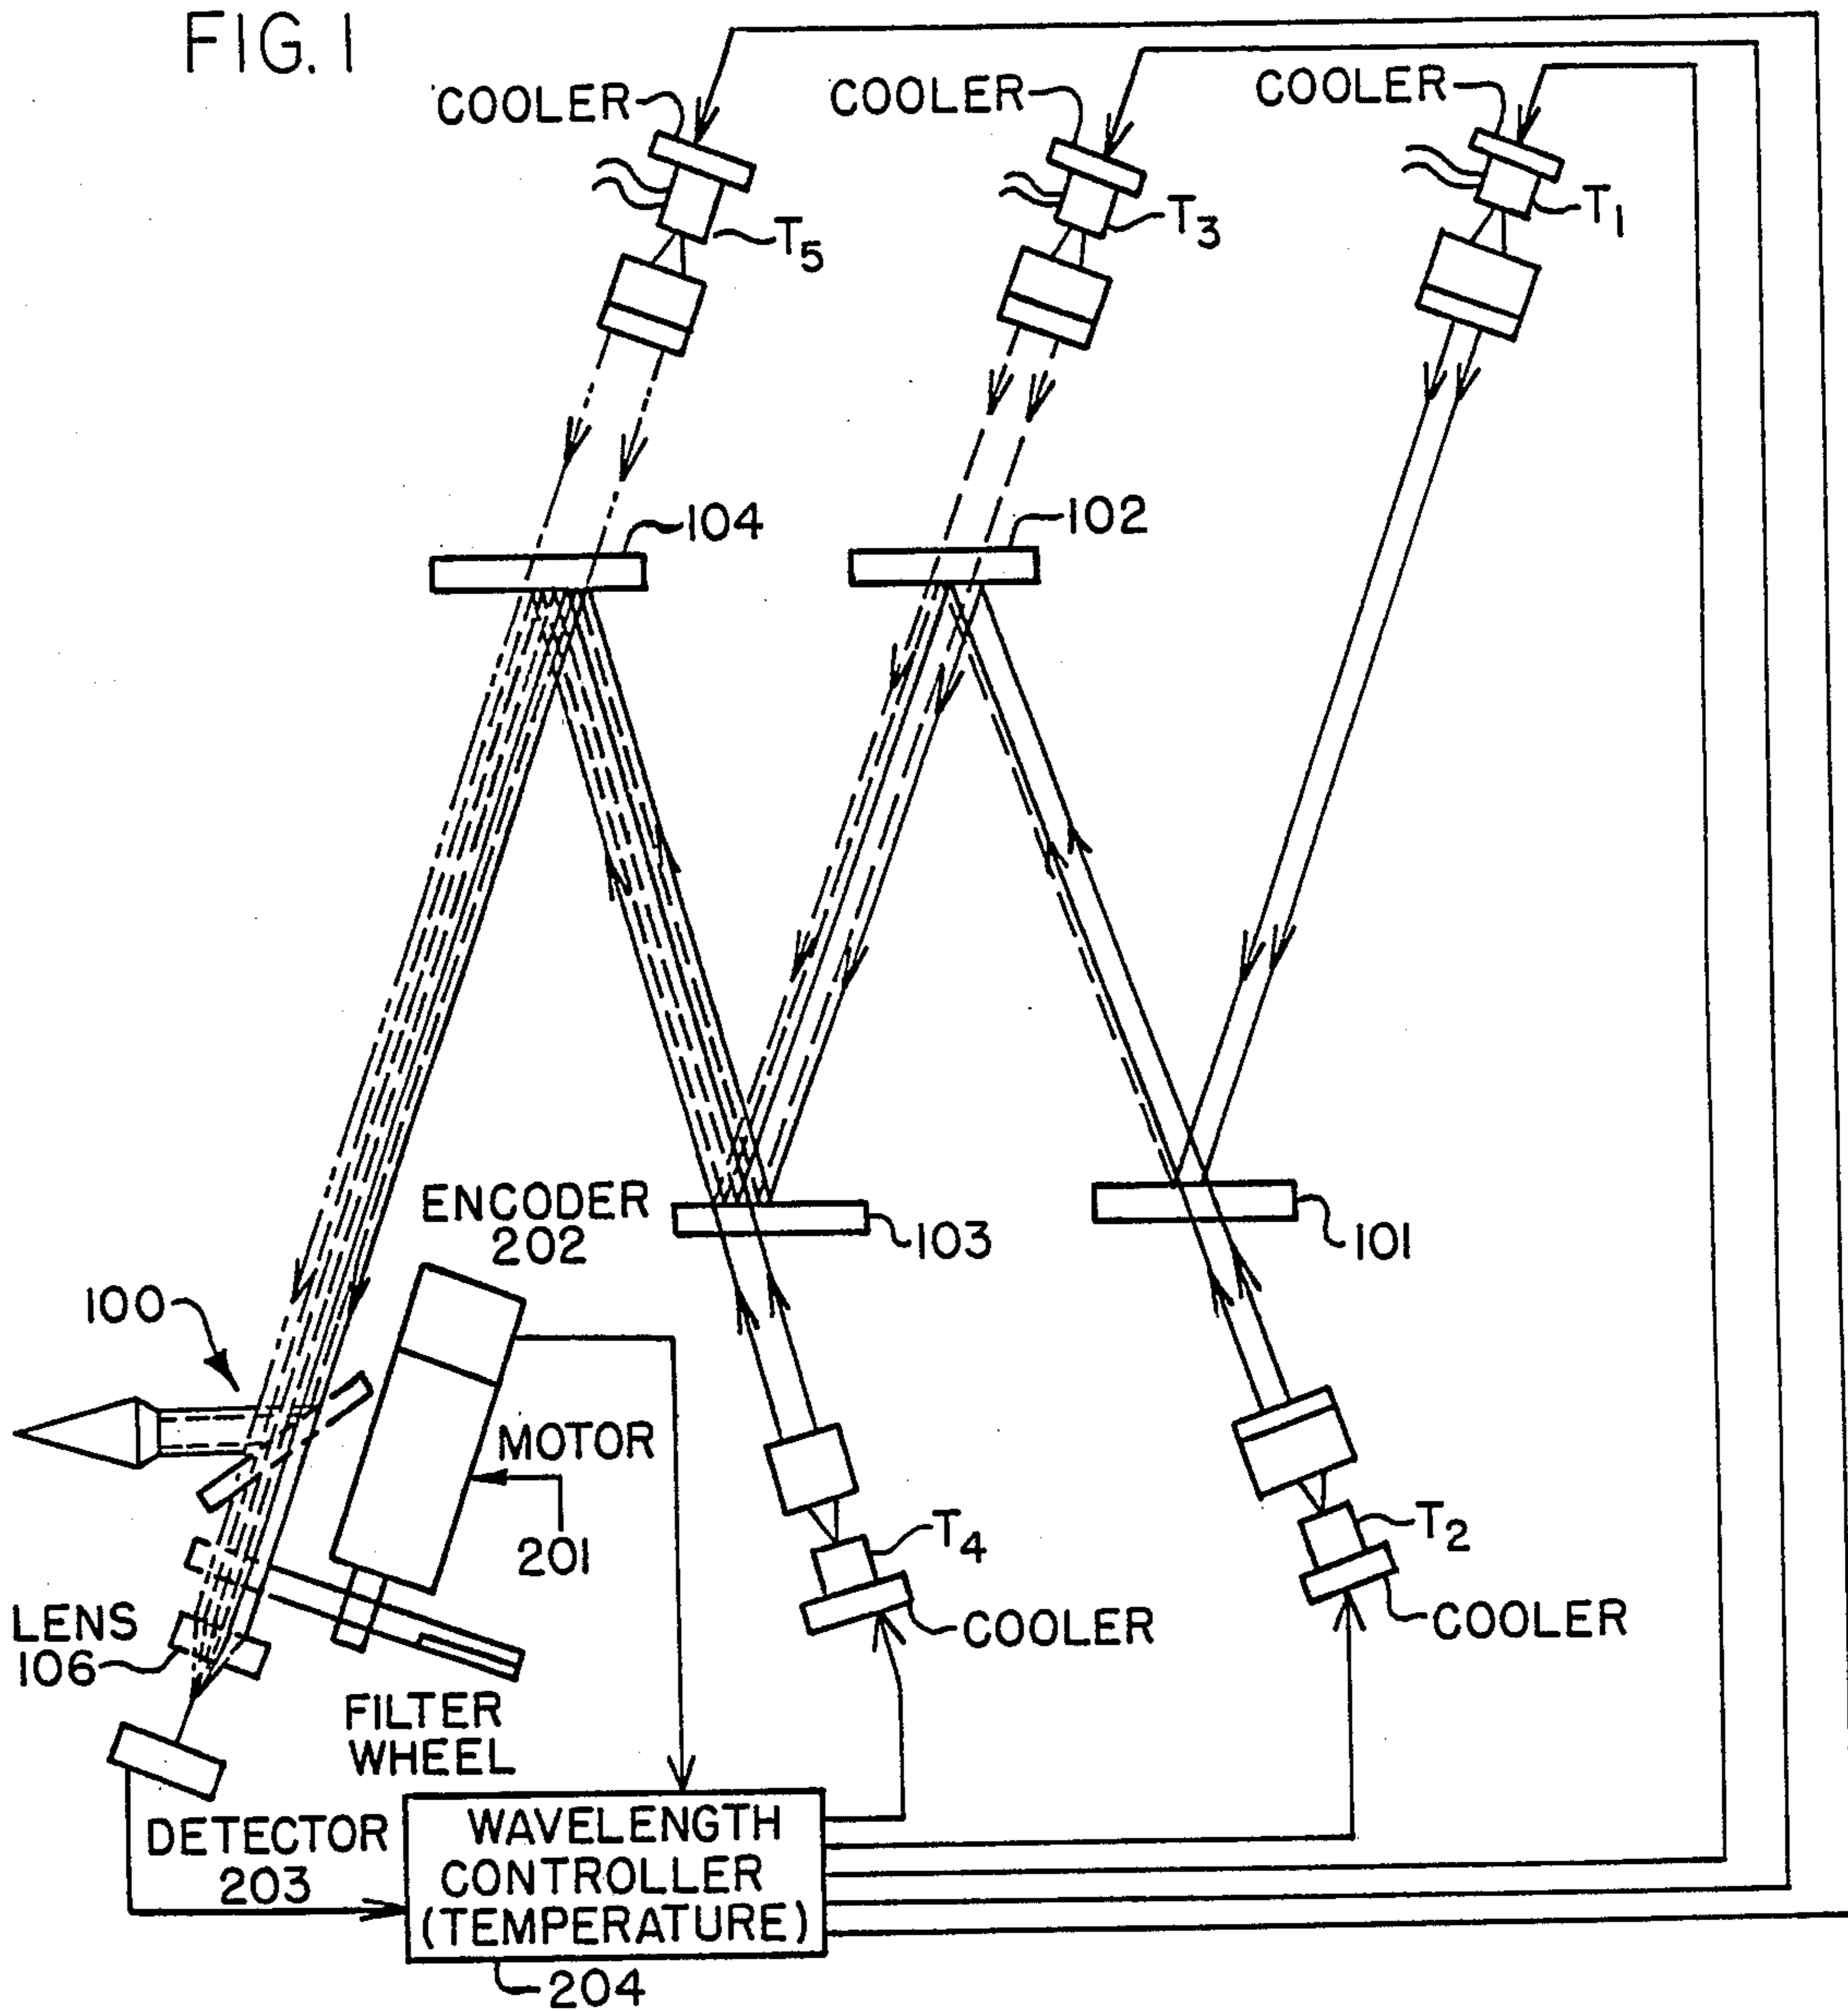 FIG. 1
COOLER
COOLER
COOLER
T5
T3
T1
104
102
ENCODER
202
103
101
100
MOTOR
201
T4
T2
COOLER
COOLER
LENS
106
FILTER
WHEEL
DETECTOR
203
WAVELENGTH
CONTROLLER
(TEMPERATURE)
204